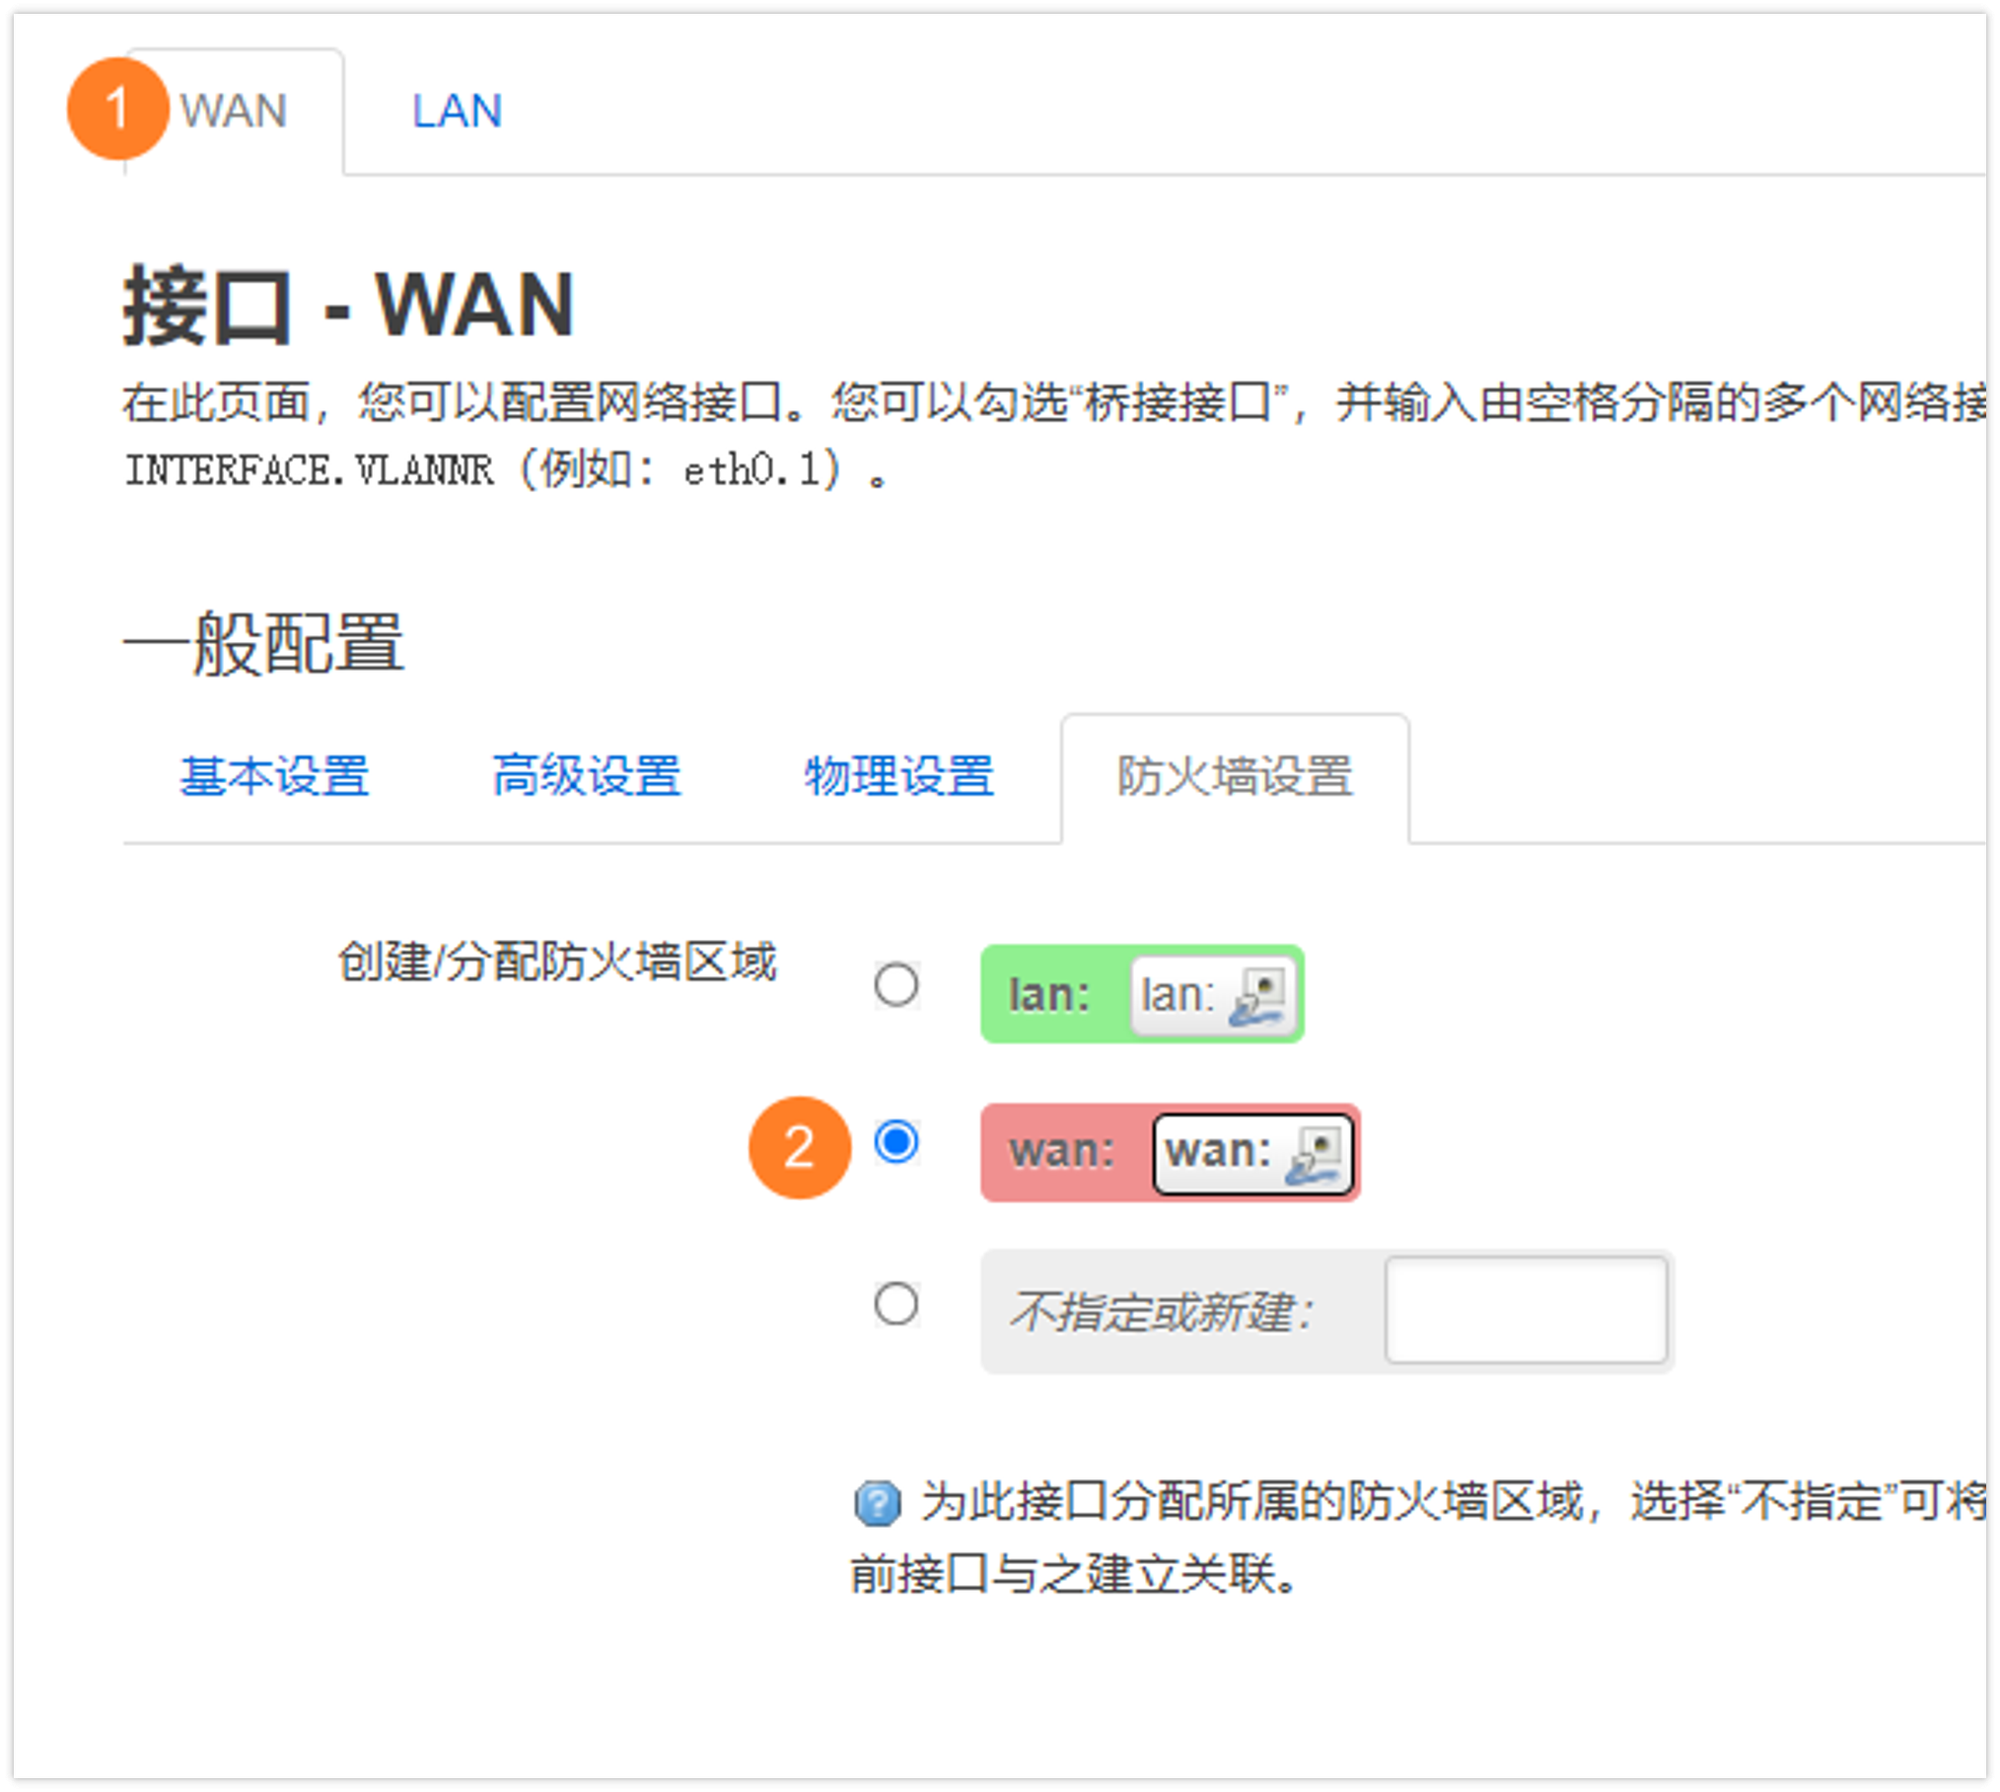 1 WAN LAN
接口 - WAN
在此页面，您可以配置网络接口。您可以勾选“桥接接口”，并输入由空格分隔的多个网络接
INTERFACE.VLANNR（例如：eth0.1）。
一般配置
基本设置 高级设置 物理设置 防火墙设置
创建/分配防火墙区域 lan: lan:
2 wan: wan:
不指定或新建：
为此接口分配所属的防火墙区域，选择“不指定”可将
前接口与之建立关联。